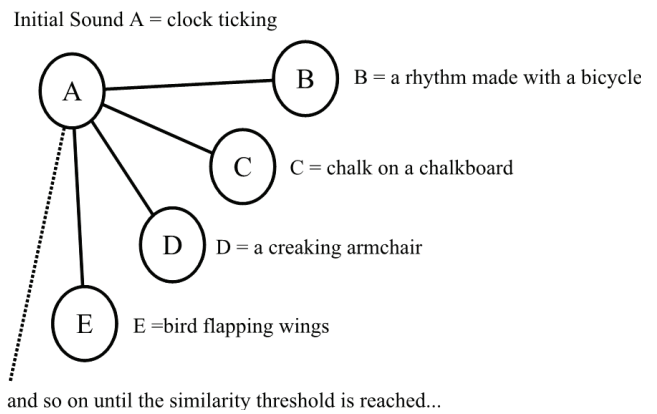 Initial Sound A = clock ticking
A
B
B = a rhythm made with a bicycle
C
C = chalk on a chalkboard
D
D = a creaking armchair
E
E =bird flapping wings
and so on until the similarity threshold is reached...